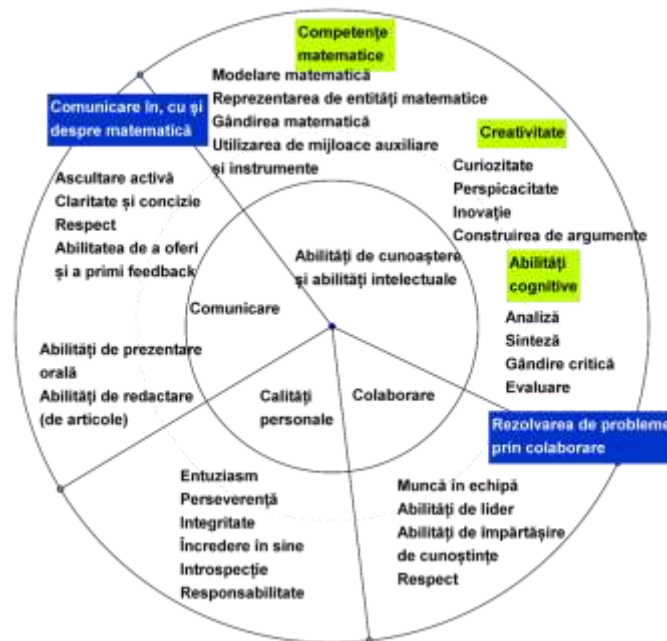 Competențe
matematice
Modelare matematică
Reprezentarea de entități matematice
Gândirea matematică
Utilizarea de mijloace auxiliare
și instrumente
Comunicare în, cu și
despre matematică
Creativitate
Curiozitate
Perspicacitate
Inovație
Construirea de argumente
Ascultare activă
Claritate și concizie
Respect
Abilitatea de a oferi
și a primi feedback
Abilități de cunoaștere
și abilități intelectuale
Abilități
cognitive
Analiză
Sinteză
Gândire critică
Evaluare
Comunicare
Abilități de prezentare
orală
Abilități de redactare
(de articole)
Calități
personale
Colaborare
Rezolvarea de probleme
prin colaborare
Entuziasm
Perseverență
Integritate
Încredere în sine
Introspecție
Responsabilitate
Muncă în echipă
Abilități de lider
Abilități de împărtășire
de cunoștințe
Respect